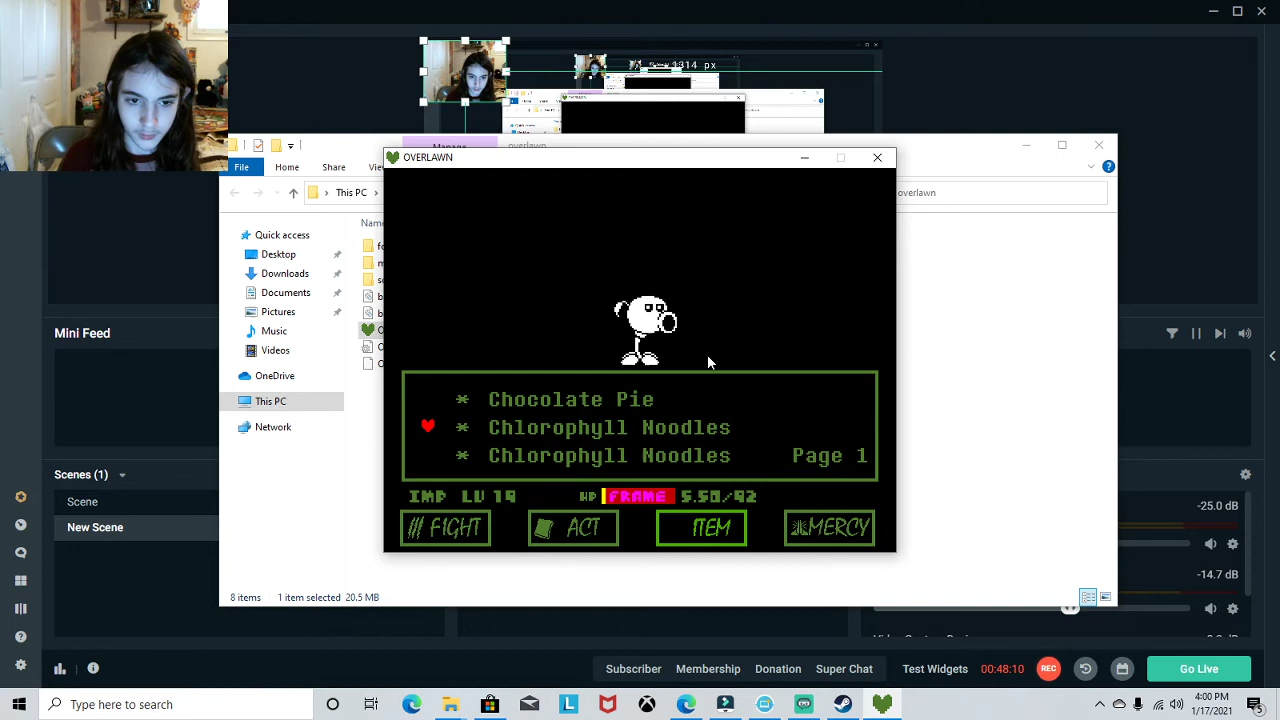 1314 px
Manage
overlawn
OVERLAWN
File
Home
Share
This PC
overlawn
Quick access
Desktop
Downloads
Documents
Pictures
Music
Videos
OneDrive
This PC
Network
8 items
1 item selected 20.5 MB
* Chocolate Pie
* Chlorophyll Noodles
* Chlorophyll Noodles Page 1
IMP LV 19 HP FRAME 5.50/92
FIGHT
ACT
ITEM
MERCY
Mini Feed
Scenes (1)
Scene
New Scene
-25.0 dB
-14.7 dB
Subscriber
Membership
Donation
Super Chat
Test Widgets
00:48:10
REC
Go Live
Type here to search
4:00 PM
1/17/2021